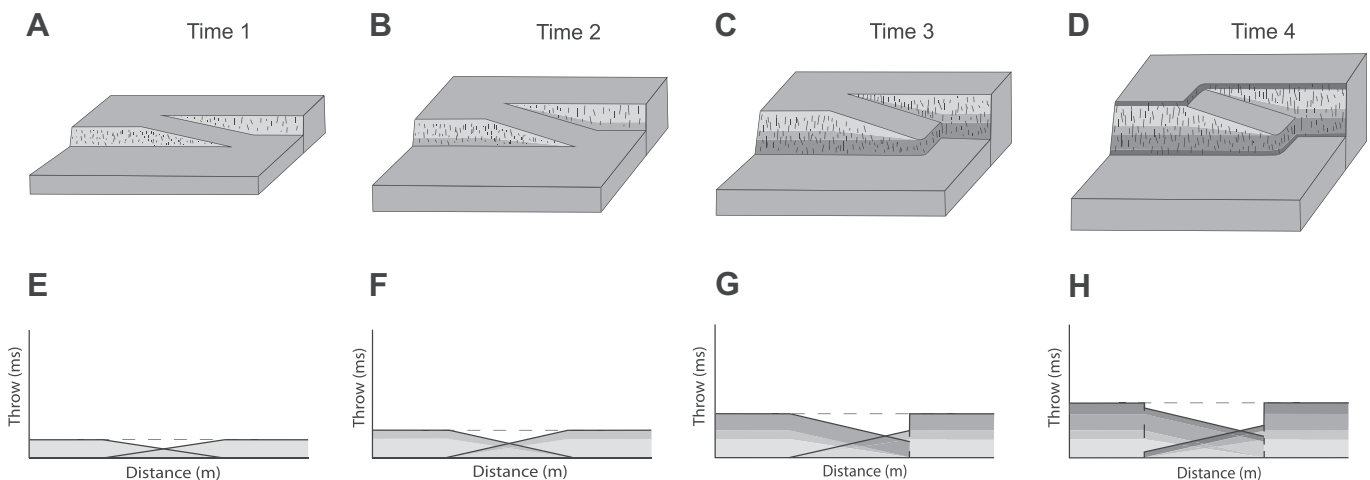 A Time 1
B Time 2
C Time 3
D Time 4
E
F
G
H
Throw (ms)
Distance (m)
Throw (ms)
Distance (m)
Throw (ms)
Distance (m)
Throw (ms)
Distance (m)